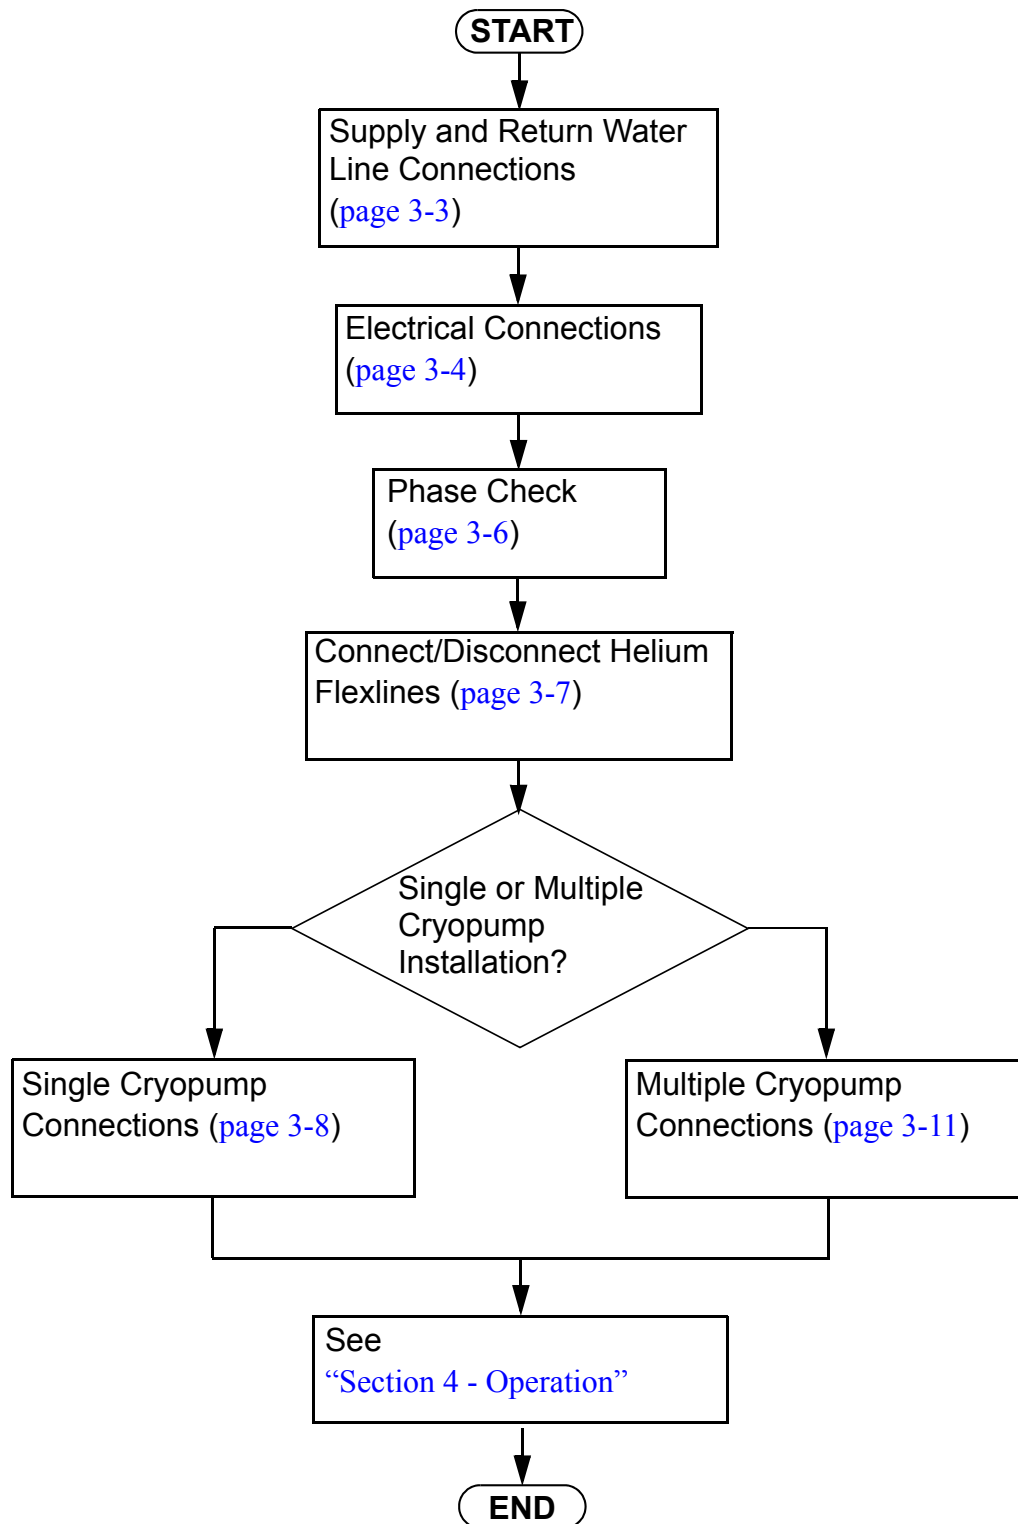 START
Supply and Return Water
Line Connections
(page 3-3)
Electrical Connections
(page 3-4)
Phase Check
(page 3-6)
Connect/Disconnect Helium
Flexlines (page 3-7)
Single or Multiple
Cryopump
Installation?
Single Cryopump
Connections (page 3-8)
Multiple Cryopump
Connections (page 3-11)
See
“Section 4 - Operation”
END